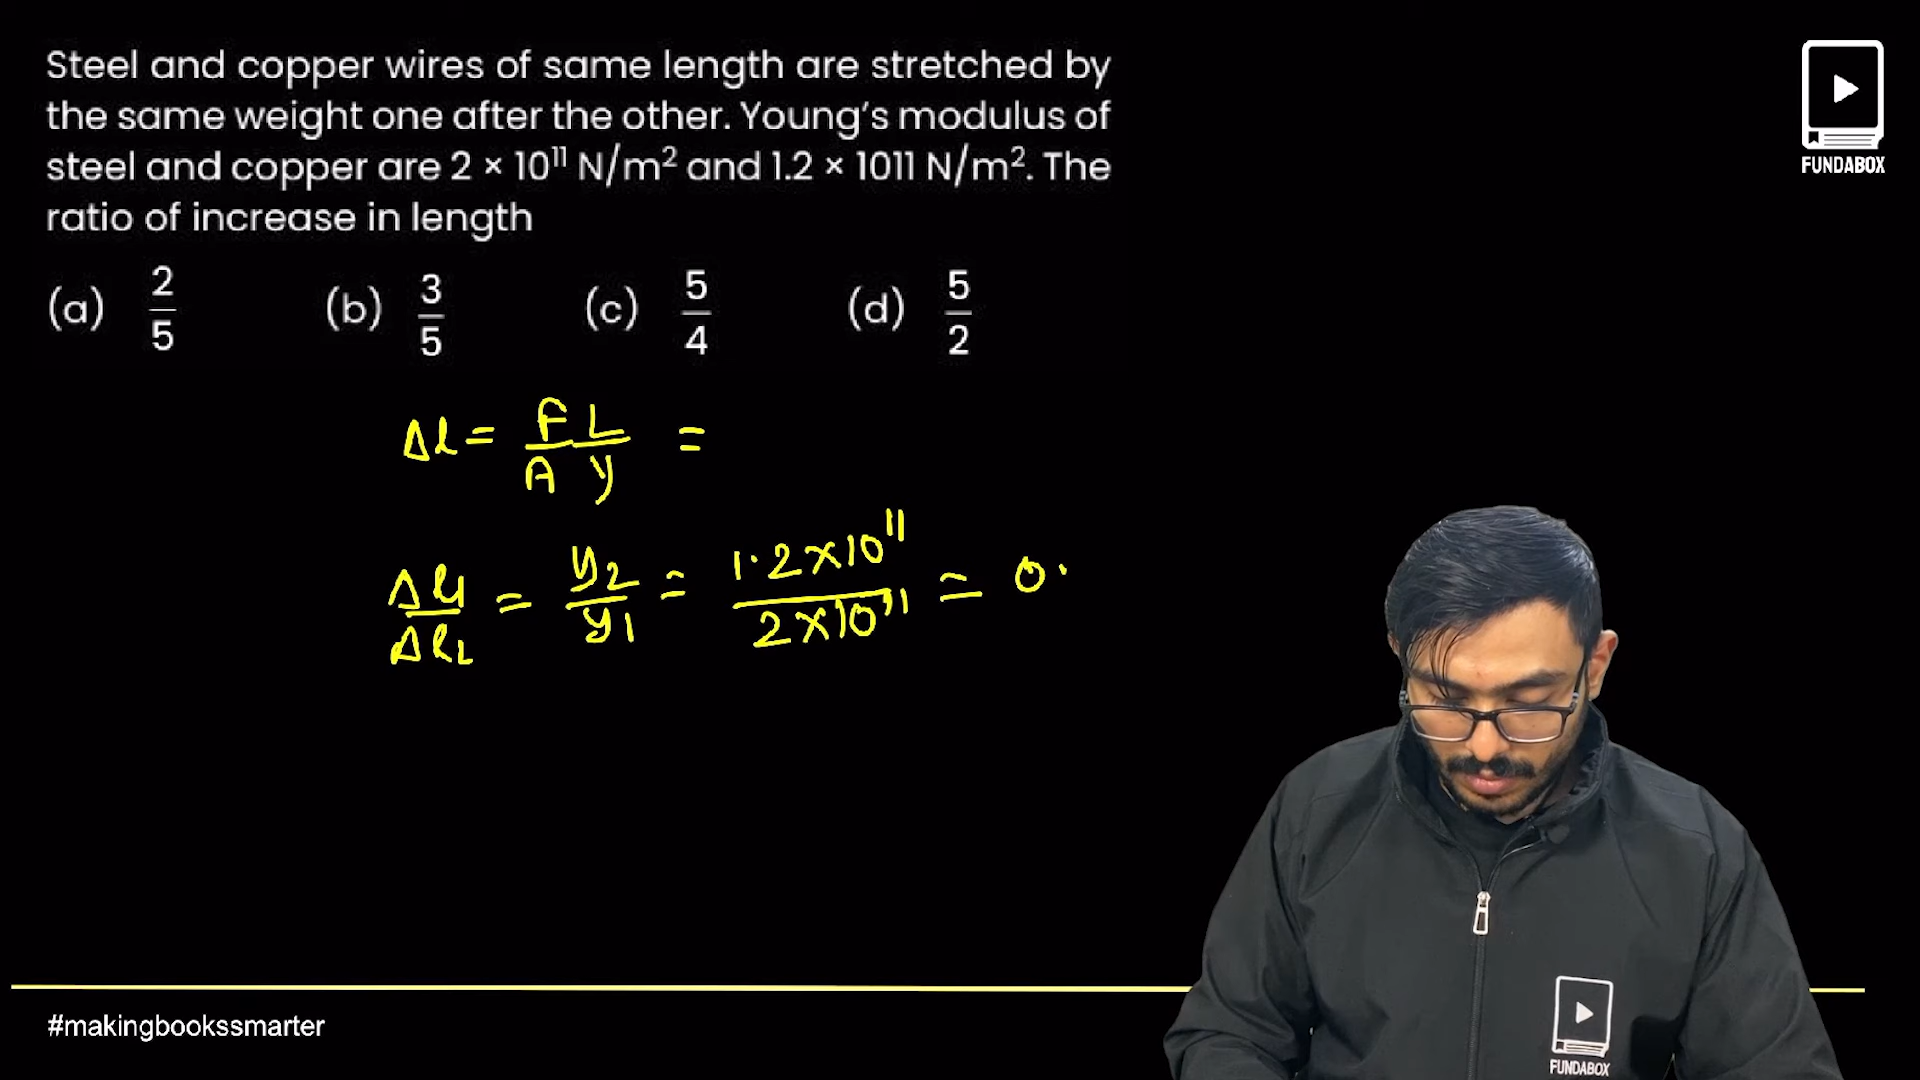 Steel and copper wires of same length are stretched by
the same weight one after the other. Young's modulus of
steel and copper are 2 × 10¹¹ N/m² and 1.2 × 1011 N/m². The
ratio of increase in length
(a) 2/5 (b) 3/5 (c) 5/4 (d) 5/2
Δl = F/A L/Y =
Δl1/Δl2 = Y2/Y1 = 1.2×10¹¹/2×10¹¹ = 0.
FUNDABOX
#makingbookssmarter
FUNDABOX